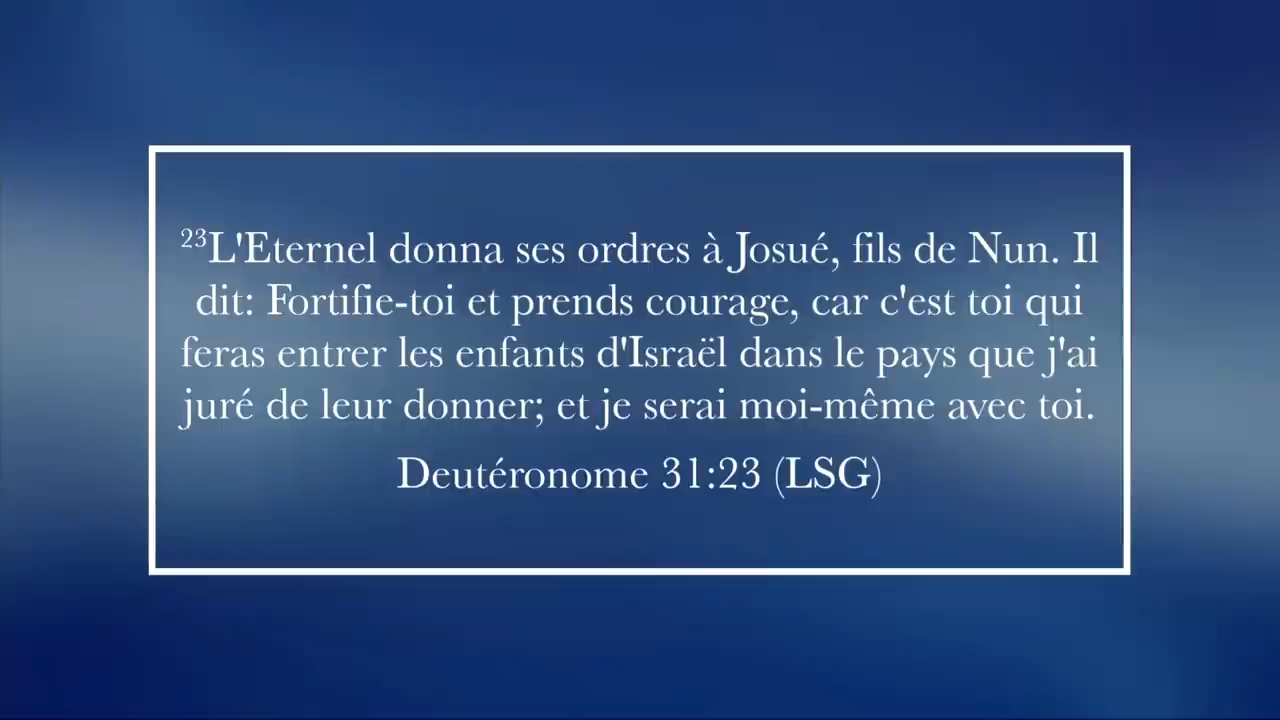 23L'Eternel donna ses ordres à Josué, fils de Nun. Il
dit: Fortifie-toi et prends courage, car c'est toi qui
feras entrer les enfants d'Israël dans le pays que j'ai
juré de leur donner; et je serai moi-même avec toi.
Deutéronome 31:23 (LSG)